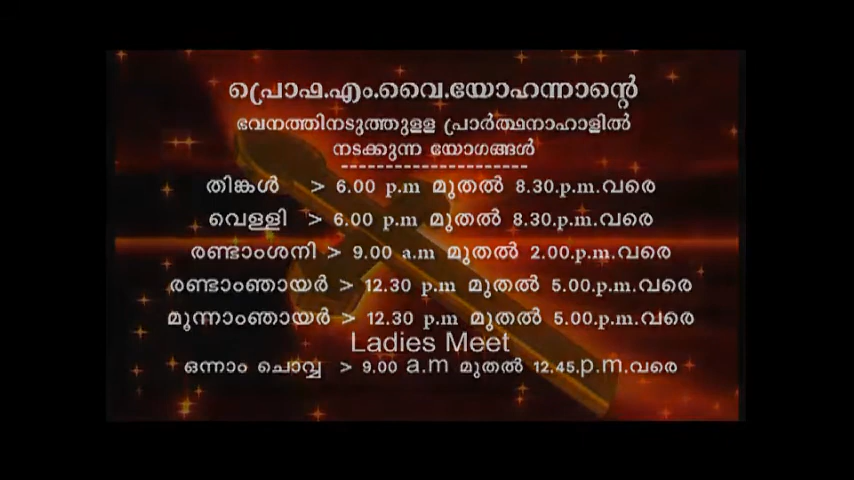 പ്രൊഫ.എം.വൈ.യോഹന്നാന്റെ
ഭവനത്തിനടുത്തുളള പ്രാർത്ഥനാഹാളിൽ
നടക്കുന്ന യോഗങ്ങൾ
----------------------
തിങ്കൾ > 6.00 p.m മുതൽ 8.30.p.m.വരെ
വെള്ളി > 6.00 p.m മുതൽ 8.30.p.m.വരെ
രണ്ടാംശനി > 9.00 a.m മുതൽ 2.00.p.m.വരെ
രണ്ടാംഞായർ > 12.30 p.m മുതൽ 5.00.p.m.വരെ
മൂന്നാംഞായർ > 12.30 p.m മുതൽ 5.00.p.m.വരെ
Ladies Meet
ഒന്നാം ചൊവ്വ > 9.00 a.m മുതൽ 12.45.p.m.വരെ